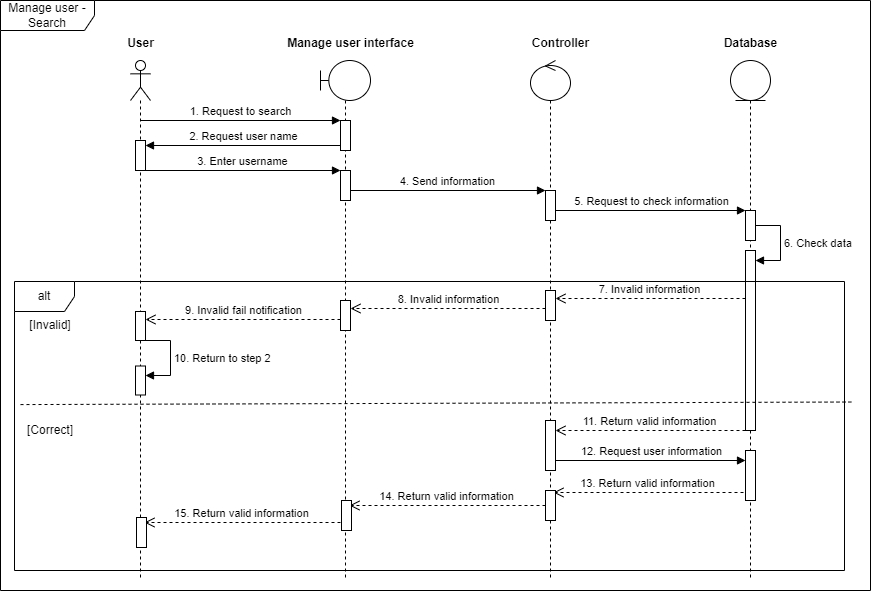 Manage user -
Search
User
Manage user interface
Controller
Database
1. Request to search
2. Request user name
3. Enter username
4. Send information
5. Request to check information
6. Check data
alt
[Invalid]
7. Invalid information
8. Invalid information
9. Invalid fail notification
10. Return to step 2
[Correct]
11. Return valid information
12. Request user information
13. Return valid information
14. Return valid information
15. Return valid information